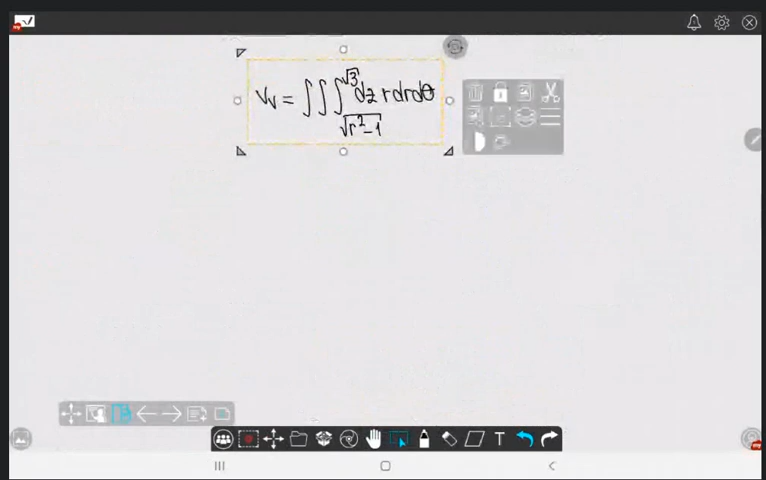 V_v = ∫∫∫_{√r²-1}^{√3} dz r dr dθ
T